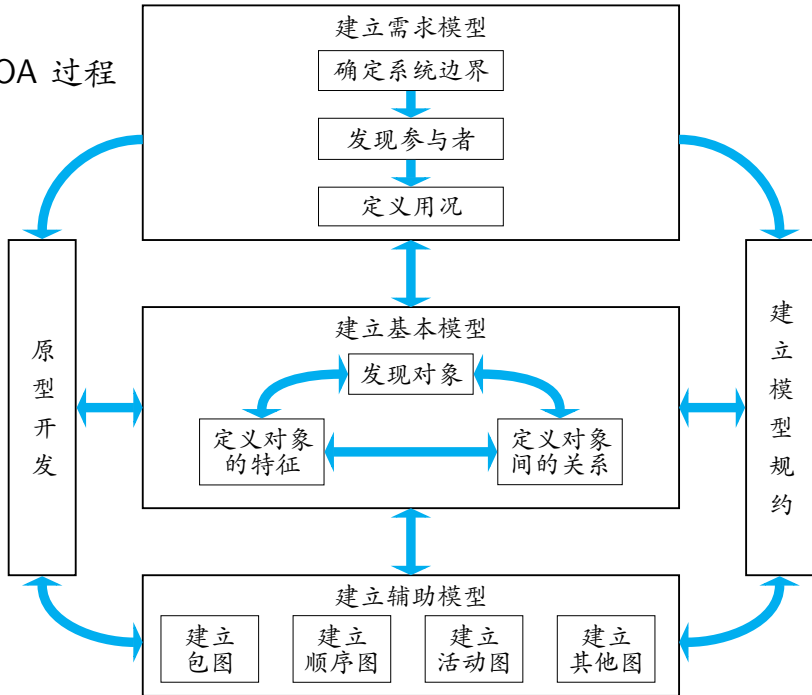 OOA 过程
建立需求模型
确定系统边界
发现参与者
定义用况
原型开发
建立基本模型
发现对象
定义对象
的特征
定义对象
间的关系
建立模型规约
建立辅助模型
建立
包图
建立
顺序图
建立
活动图
建立
其他图